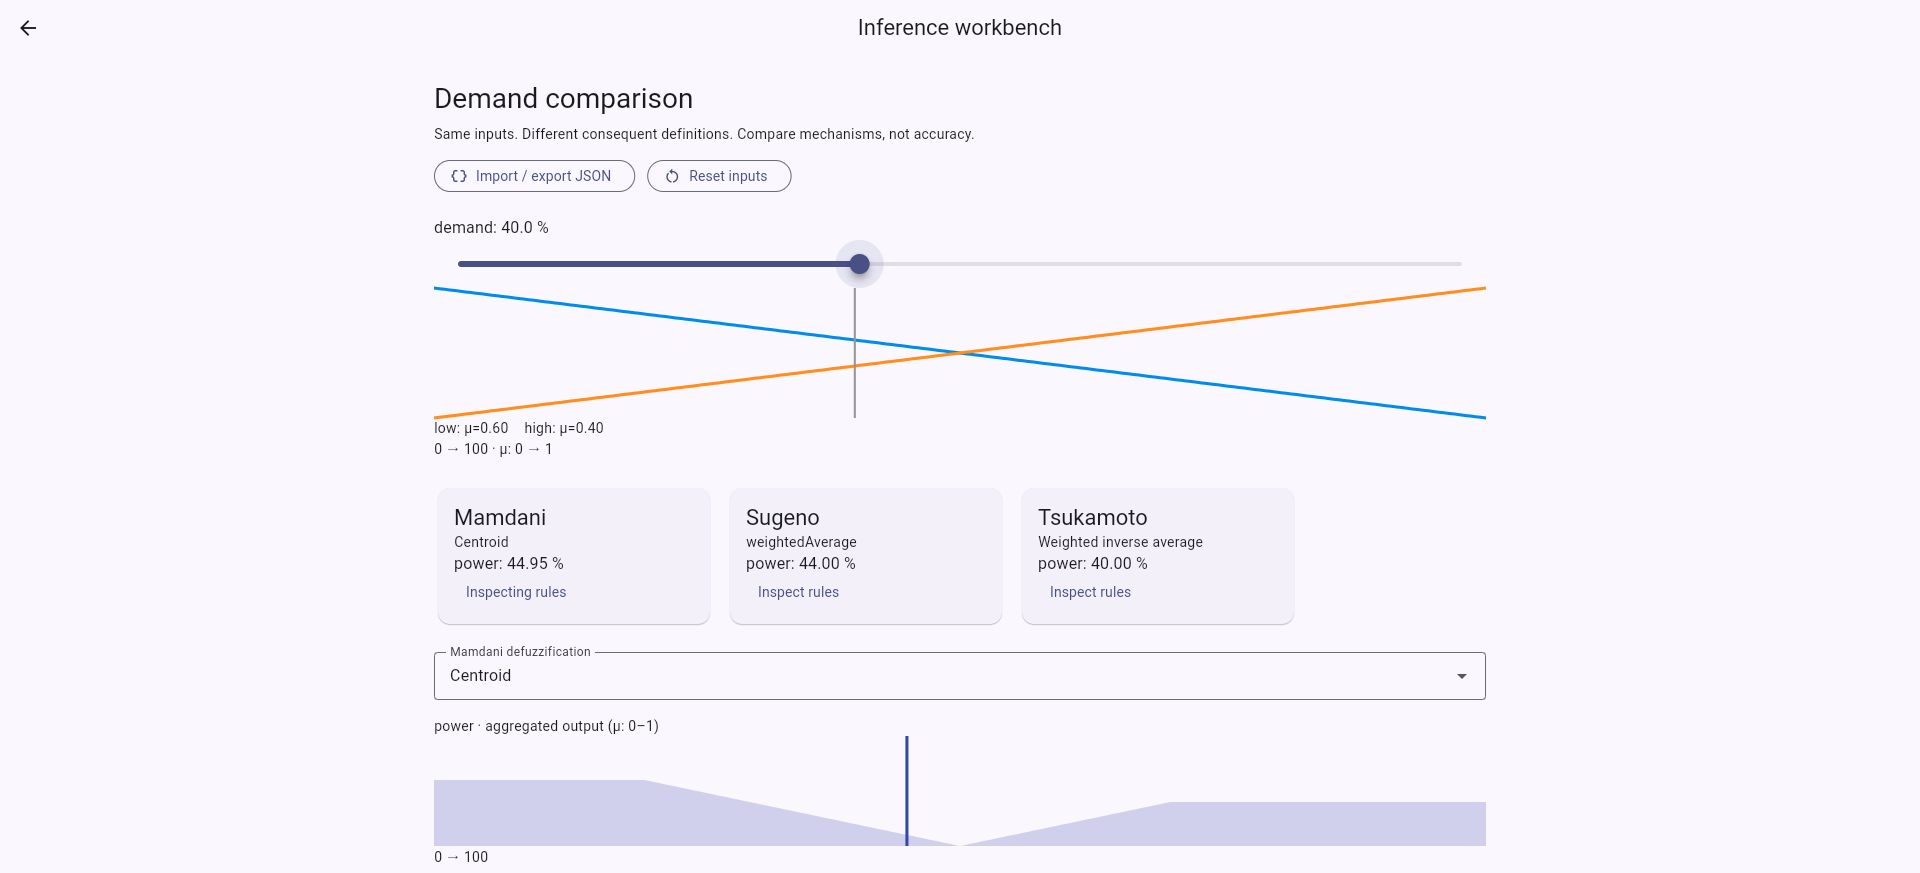 Inference workbench
Demand comparison
Same inputs. Different consequent definitions. Compare mechanisms, not accuracy.
Import / export JSON
Reset inputs
demand: 40.0 %
low: μ=0.60 high: μ=0.40
0 → 100 · μ: 0 → 1
Mamdani
Centroid
power: 44.95 %
Inspecting rules
Sugeno
weightedAverage
power: 44.00 %
Inspect rules
Tsukamoto
Weighted inverse average
power: 40.00 %
Inspect rules
Mamdani defuzzification
Centroid
power · aggregated output (μ: 0–1)
0 → 100